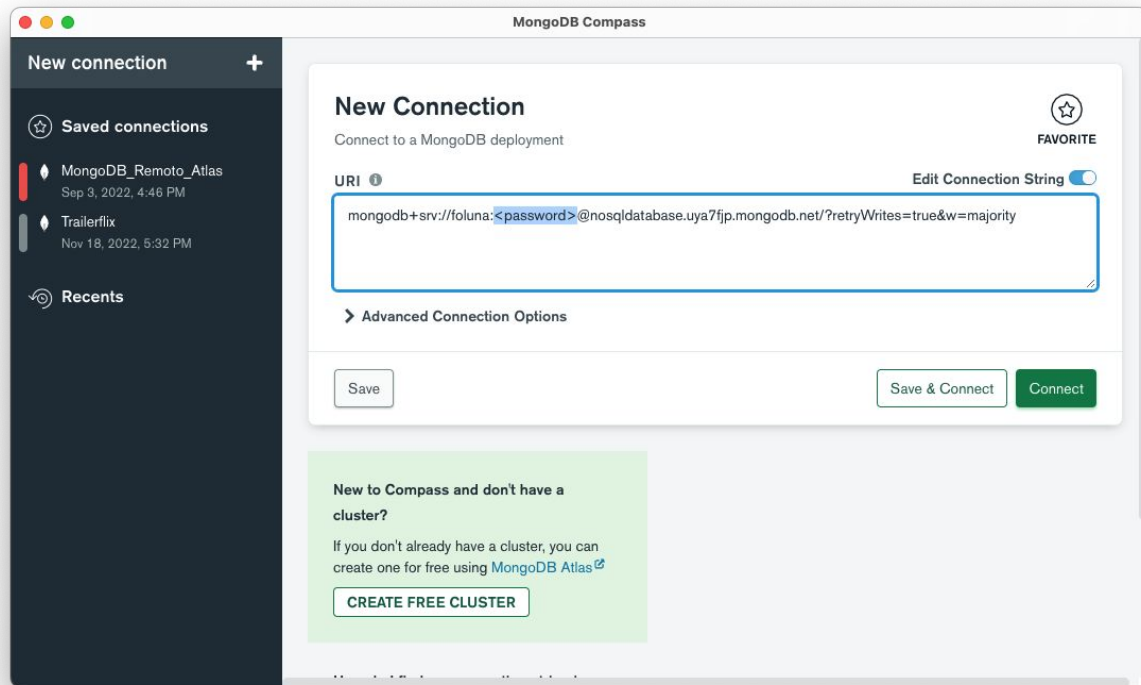 MongoDB Compass
New connection
Saved connections
MongoDB_Remoto_Atlas
Sep 3, 2022, 4:46 PM
Trailerflix
Nov 18, 2022, 5:32 PM
Recents
New Connection
FAVORITE
Connect to a MongoDB deployment
URI
Edit Connection String
mongodb+srv://foluna:<password>@nosqldatabase.uya7fjp.mongodb.net/?retryWrites=true&w=majority
Advanced Connection Options
Save
Save & Connect
Connect
New to Compass and don't have a
cluster?
If you don't already have a cluster, you can
create one for free using MongoDB Atlas
CREATE FREE CLUSTER